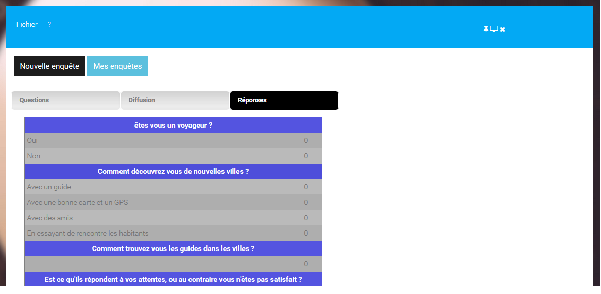 Fichier ?
Nouvelle enquête Mes enquêtes
Questions Diffusion Réponses
êtes vous un voyageur ?
Oui 0
Non 0
Comment découvrez vous de nouvelles villes ?
Avec un guide 0
Avec une bonne carte et un GPS 0
Avec des amis 0
En essayant de rencontre les habitants 0
Comment trouvez vous les guides dans les villes ?
0
Est ce qu'ils répondent à vos attentes, ou au contraire vous n'êtes pas satisfait ?